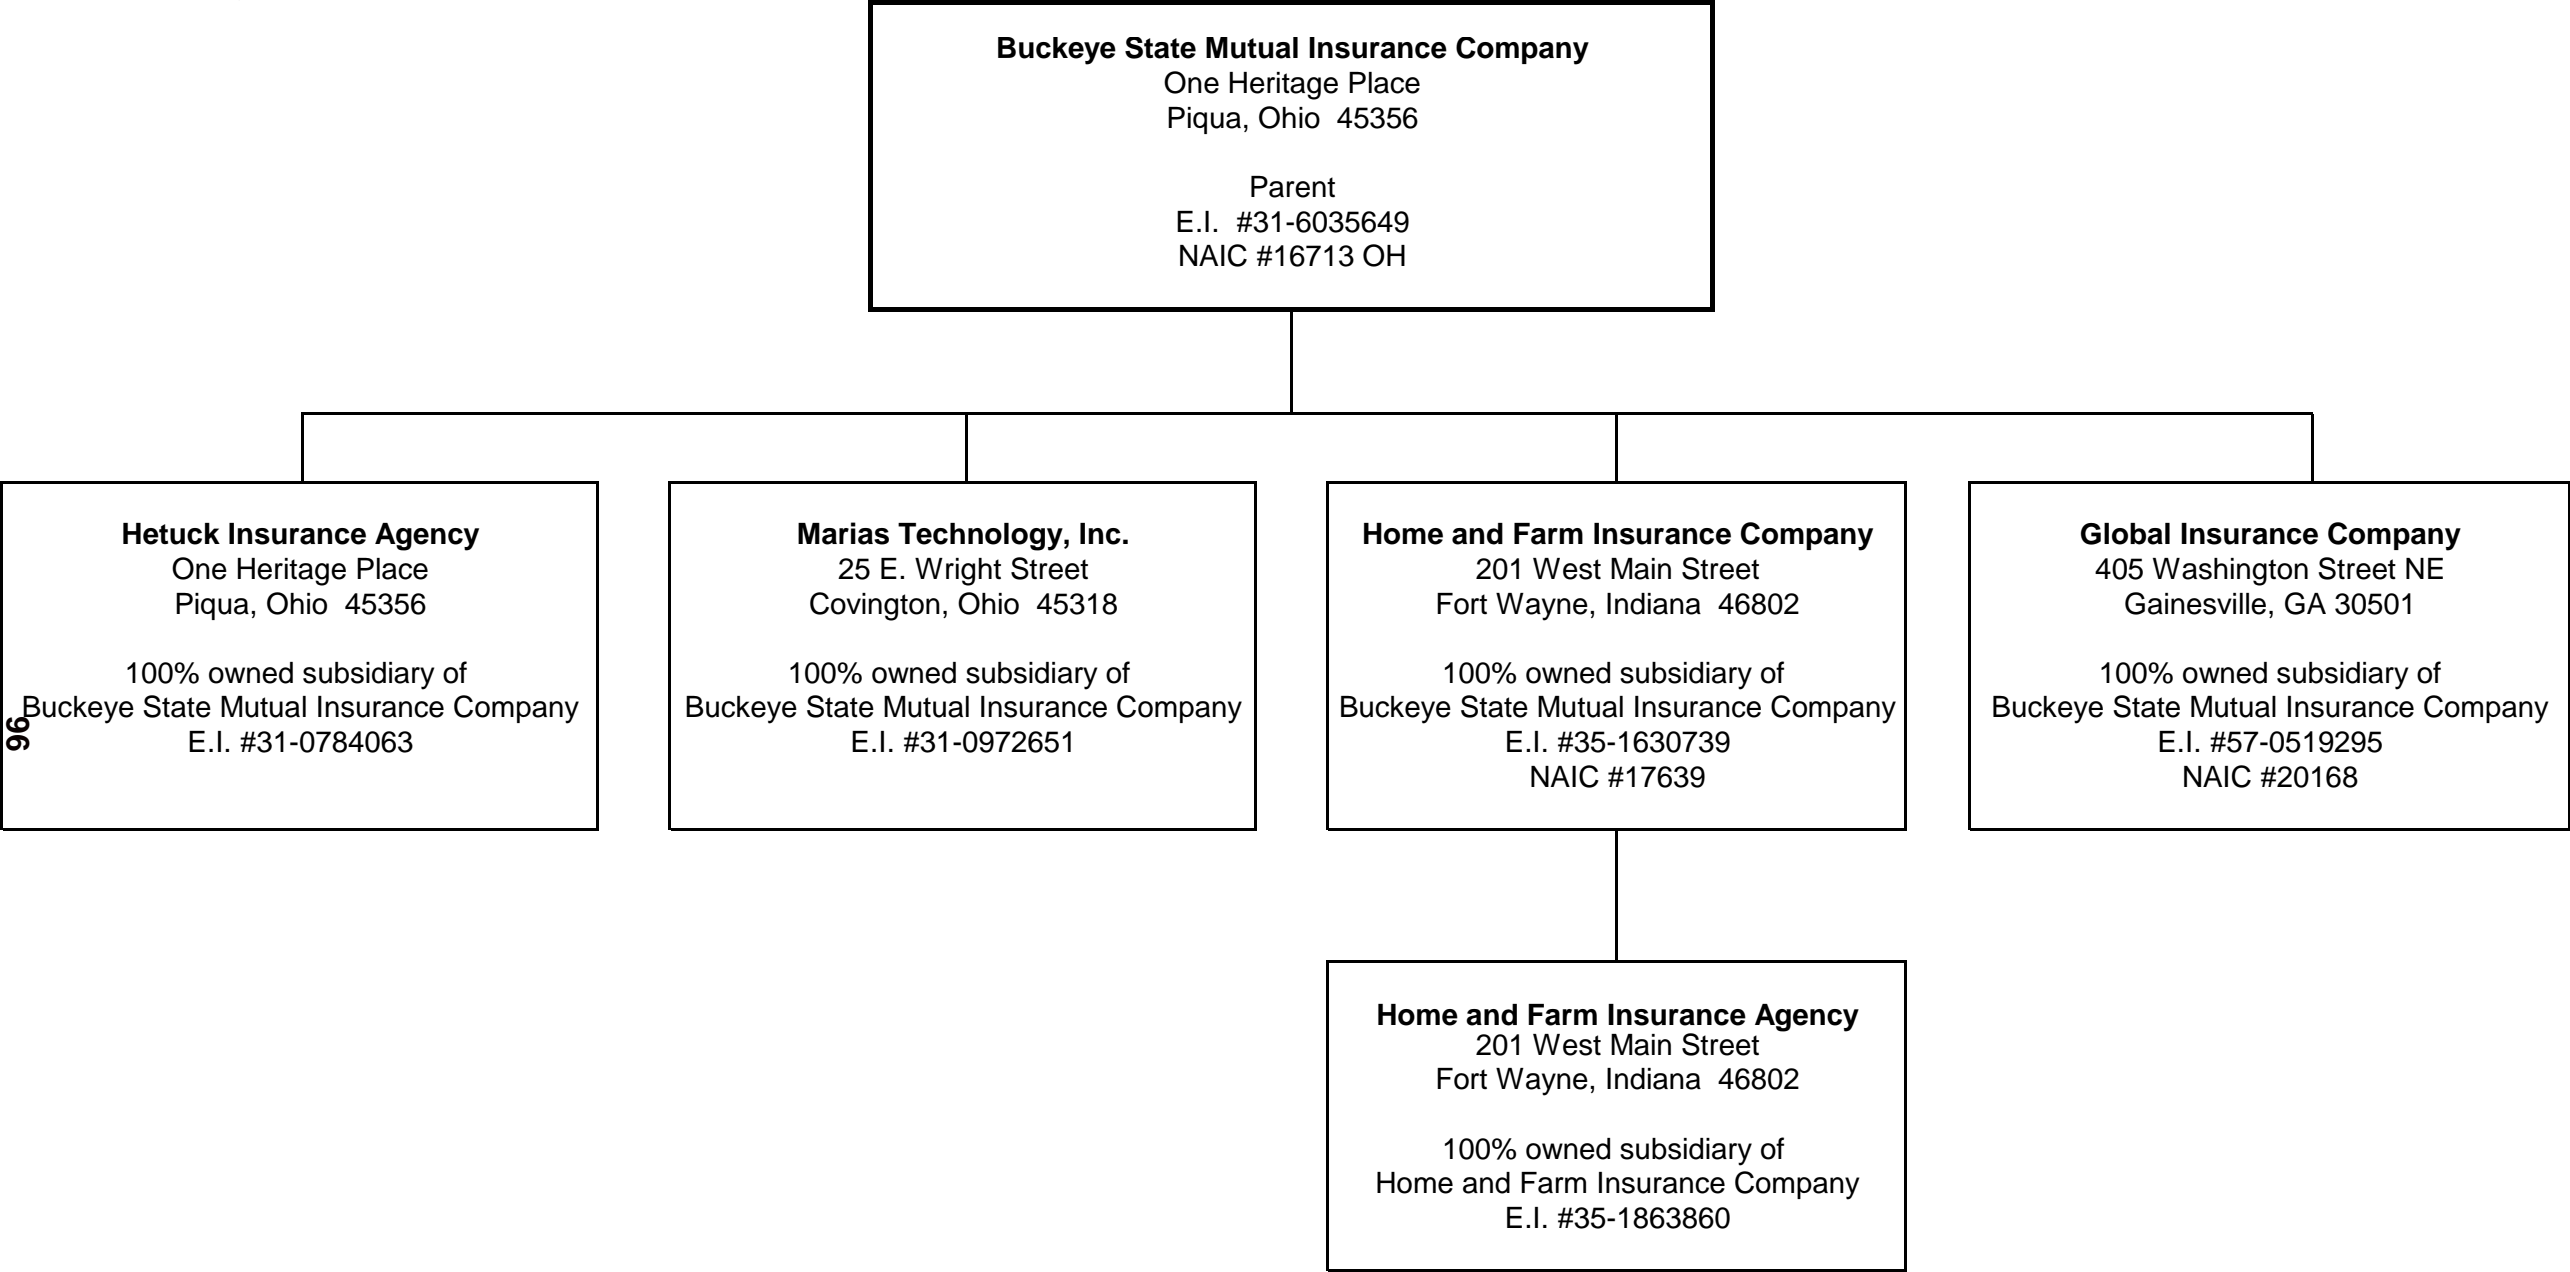 Buckeye State Mutual Insurance Company
One Heritage Place
Piqua, Ohio  45356
Parent
E.I.  #31-6035649
NAIC #16713 OH
Hetuck Insurance Agency
One Heritage Place
Piqua, Ohio  45356
100% owned subsidiary of
Buckeye State Mutual Insurance Company
E.I. #31-0784063
Marias Technology, Inc.
25 E. Wright Street
Covington, Ohio  45318
100% owned subsidiary of
Buckeye State Mutual Insurance Company
E.I. #31-0972651
Home and Farm Insurance Company
201 West Main Street
Fort Wayne, Indiana  46802
100% owned subsidiary of
Buckeye State Mutual Insurance Company
E.I. #35-1630739
NAIC #17639
Global Insurance Company
405 Washington Street NE
Gainesville, GA 30501
100% owned subsidiary of
Buckeye State Mutual Insurance Company
E.I. #57-0519295
NAIC #20168
96
Home and Farm Insurance Agency
201 West Main Street
Fort Wayne, Indiana  46802
100% owned subsidiary of
Home and Farm Insurance Company
E.I. #35-1863860